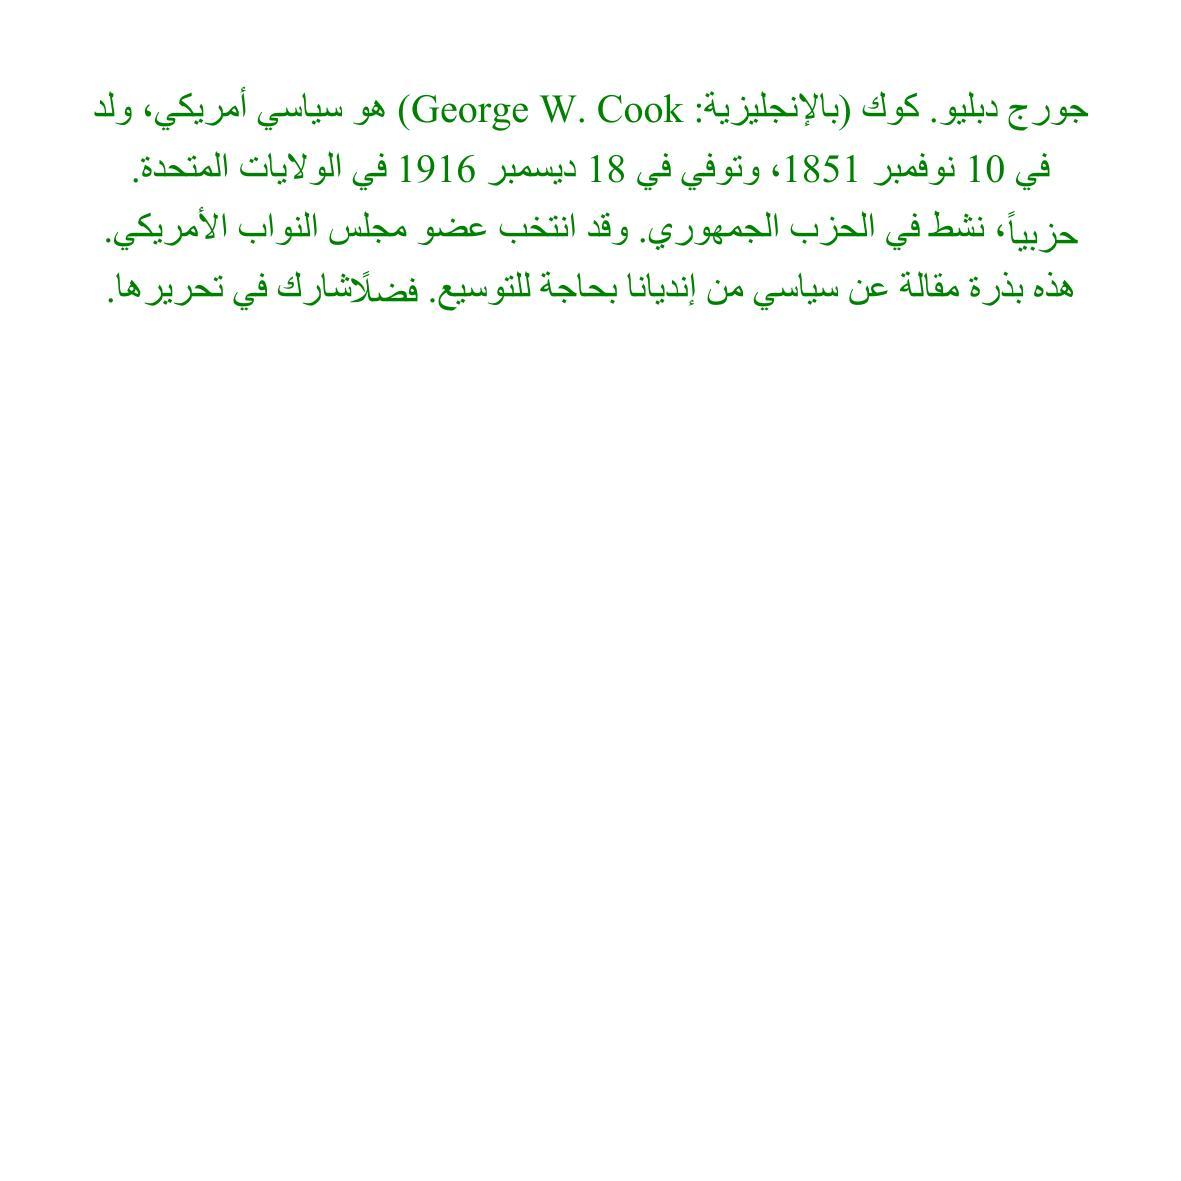 جورج دبليو. كوك (بالإنجليزية: George W. Cook) هو سياسي أمريكي، ولد
في 10 نوفمبر 1851، وتوفي في 18 ديسمبر 1916 في الولايات المتحدة.
حزبياً، نشط في الحزب الجمهوري. وقد انتخب عضو مجلس النواب الأمريكي.
هذه بذرة مقالة عن سياسي من إنديانا بحاجة للتوسيع. فضلًاشارك في تحريرها.